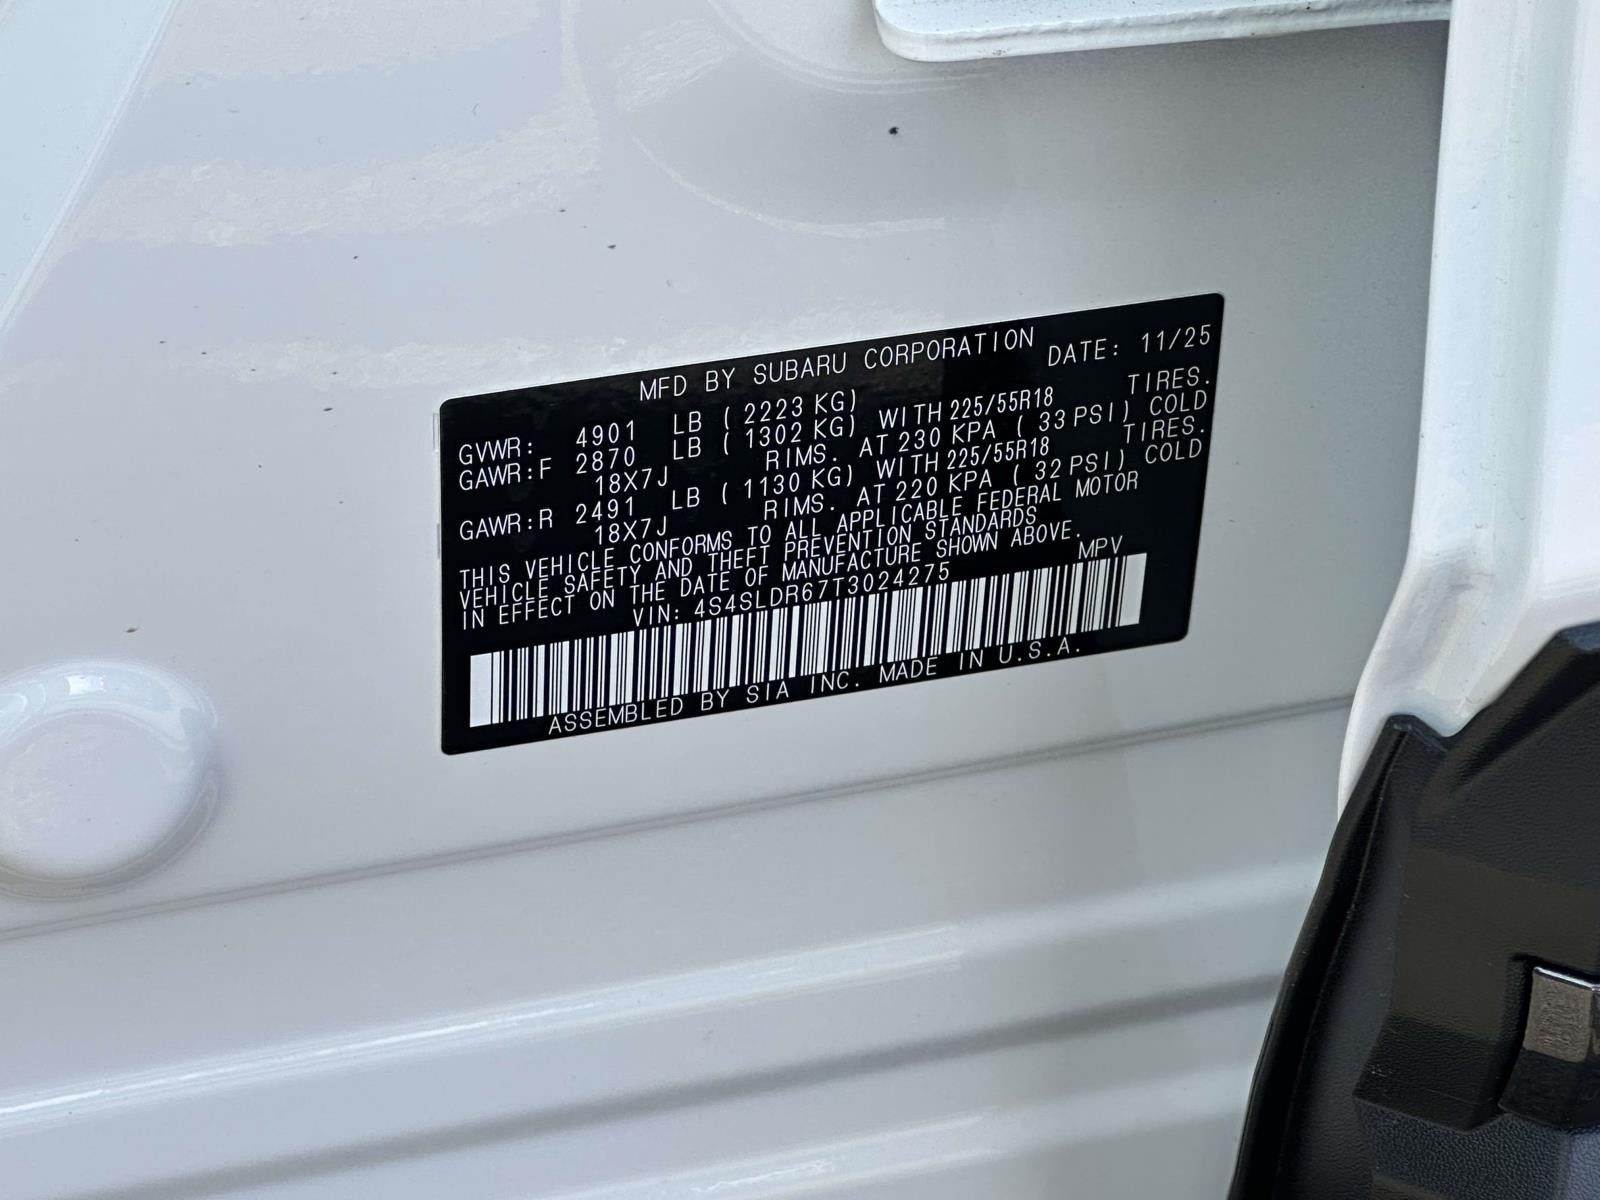 MFD BY SUBARU CORPORATION DATE: 11/25
GVWR: 4901 LB ( 2223 KG)
GAWR:F 2870 LB ( 1302 KG) WITH 225/55R18 TIRES.
18X7J RIMS. AT 230 KPA ( 33 PSI) COLD
GAWR:R 2491 LB ( 1130 KG) WITH 225/55R18 TIRES.
18X7J RIMS. AT 220 KPA ( 32 PSI) COLD
THIS VEHICLE CONFORMS TO ALL APPLICABLE FEDERAL MOTOR
VEHICLE SAFETY AND THEFT PREVENTION STANDARDS
IN EFFECT ON THE DATE OF MANUFACTURE SHOWN ABOVE.
VIN: 4S4SLDR67T3024275 MPV
ASSEMBLED BY SIA INC. MADE IN U.S.A.